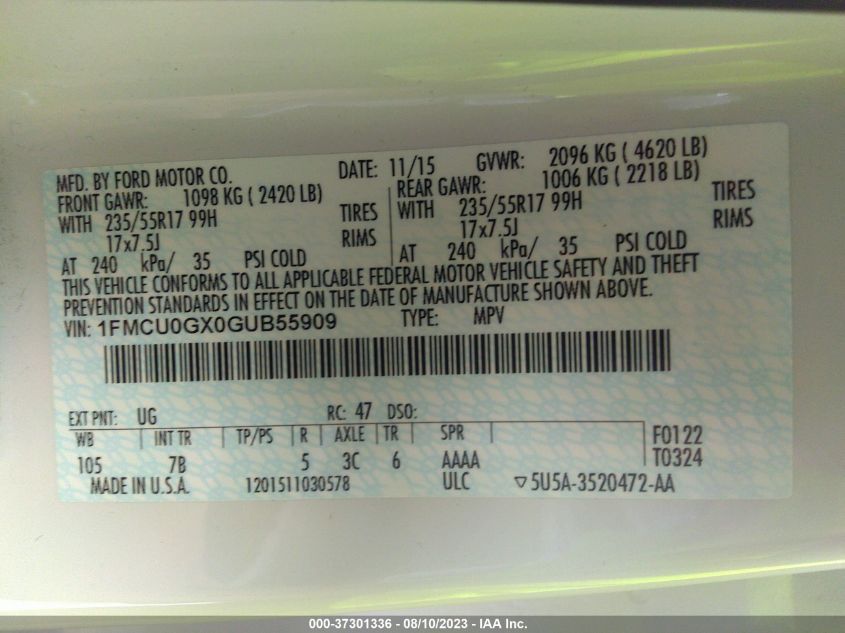 MFD. BY FORD MOTOR CO. DATE: 11/15 GVWR: 2096 KG ( 4620 LB)
FRONT GAWR: 1098 KG ( 2420 LB) REAR GAWR: 1006 KG ( 2218 LB)
WITH 235/55R17 99H TIRES WITH 235/55R17 99H TIRES
17x7.5J RIMS 17x7.5J RIMS
AT 240 kPa/ 35 PSI COLD AT 240 kPa/ 35 PSI COLD
THIS VEHICLE CONFORMS TO ALL APPLICABLE FEDERAL MOTOR VEHICLE SAFETY AND THEFT
PREVENTION STANDARDS IN EFFECT ON THE DATE OF MANUFACTURE SHOWN ABOVE.
VIN: 1FMCU0GX0GUB55909 TYPE: MPV
EXT PNT: UG RC: 47 DSO:
WB INT TR TP/PS R AXLE TR SPR F0122
105 7B 5 3C 6 AAAA T0324
MADE IN U.S.A. 1201511030578 ULC ▽5U5A-3520472-AA
000-37301336 - 08/10/2023 - IAA Inc.